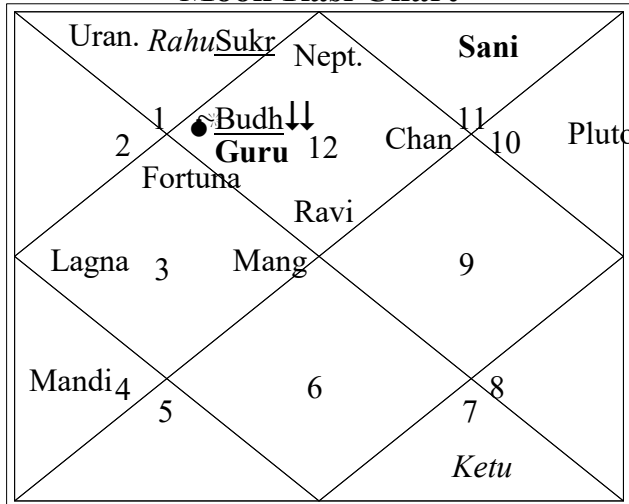 Moon Rasi Chart
Uran. Rahu Sukr Nept. Sani
1 Budh↓↓ 11
2 Guru 12 Chan 10 Pluto
Fortuna
Ravi
Lagna 3 Mang 9
Mandi 4 6 8
5 7
Ketu